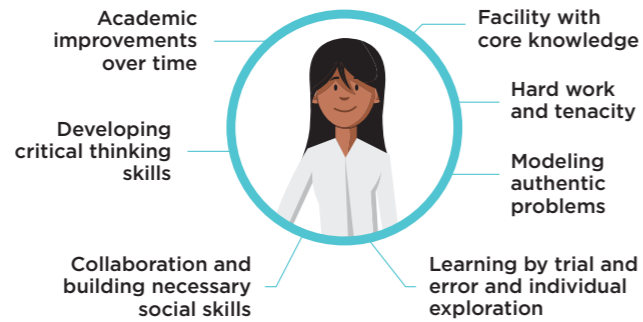 Academic
improvements
over time
Developing
critical thinking
skills
Collaboration and
building necessary
social skills
Facility with
core knowledge
Hard work
and tenacity
Modeling
authentic
problems
Learning by trial and
error and individual
exploration